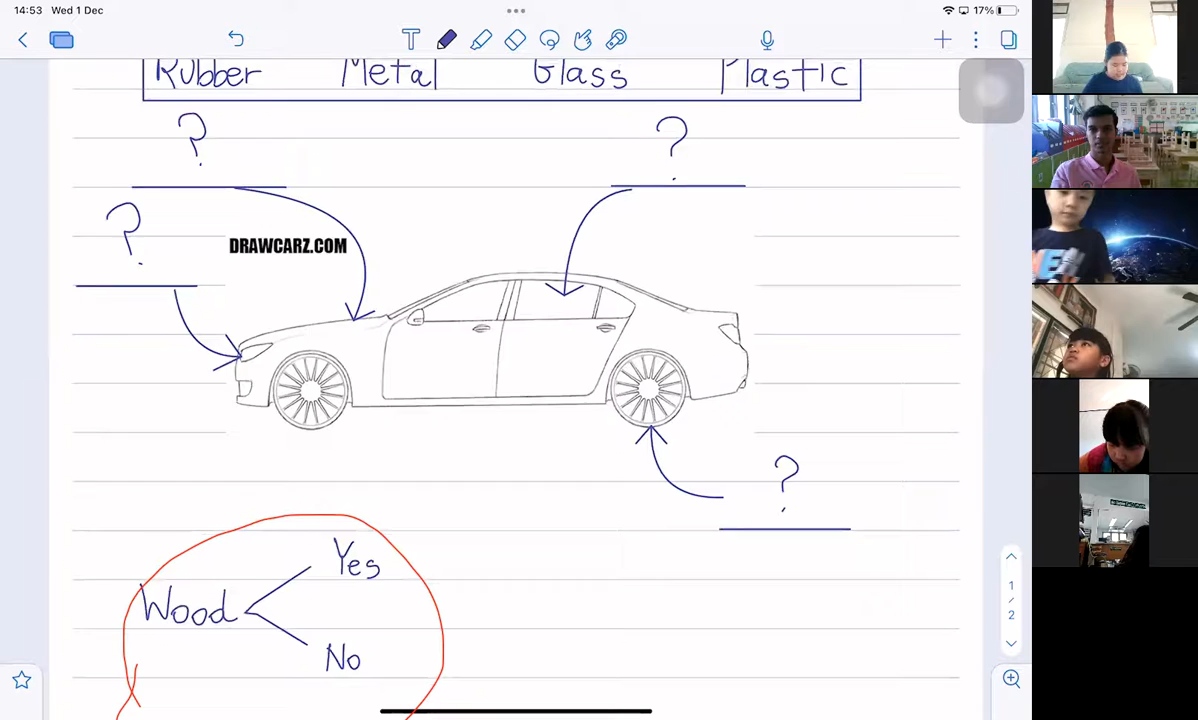 14:53 Wed 1 Dec
17%
Rubber Metal Glass Plastic
?
?
?
DRAWCARZ.COM
?
Yes
Wood
No
1
/
2